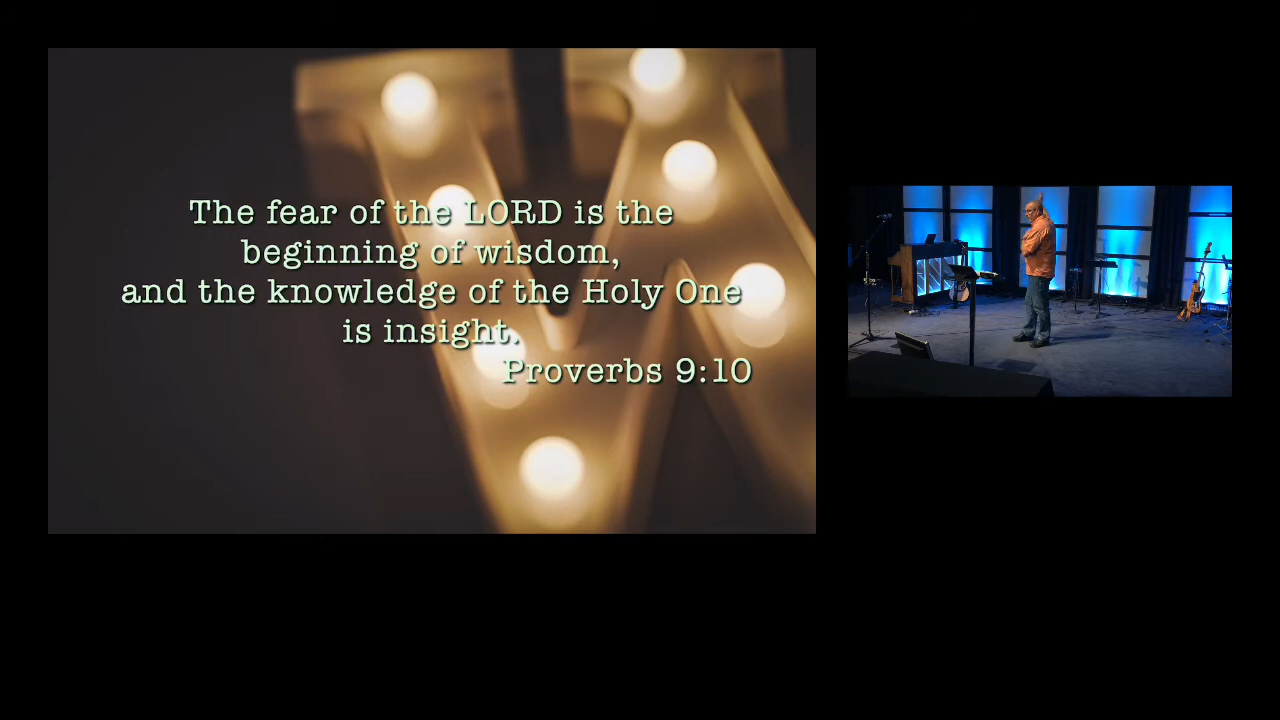 The fear of the LORD is the
beginning of wisdom,
and the knowledge of the Holy One
is insight.
Proverbs 9:10